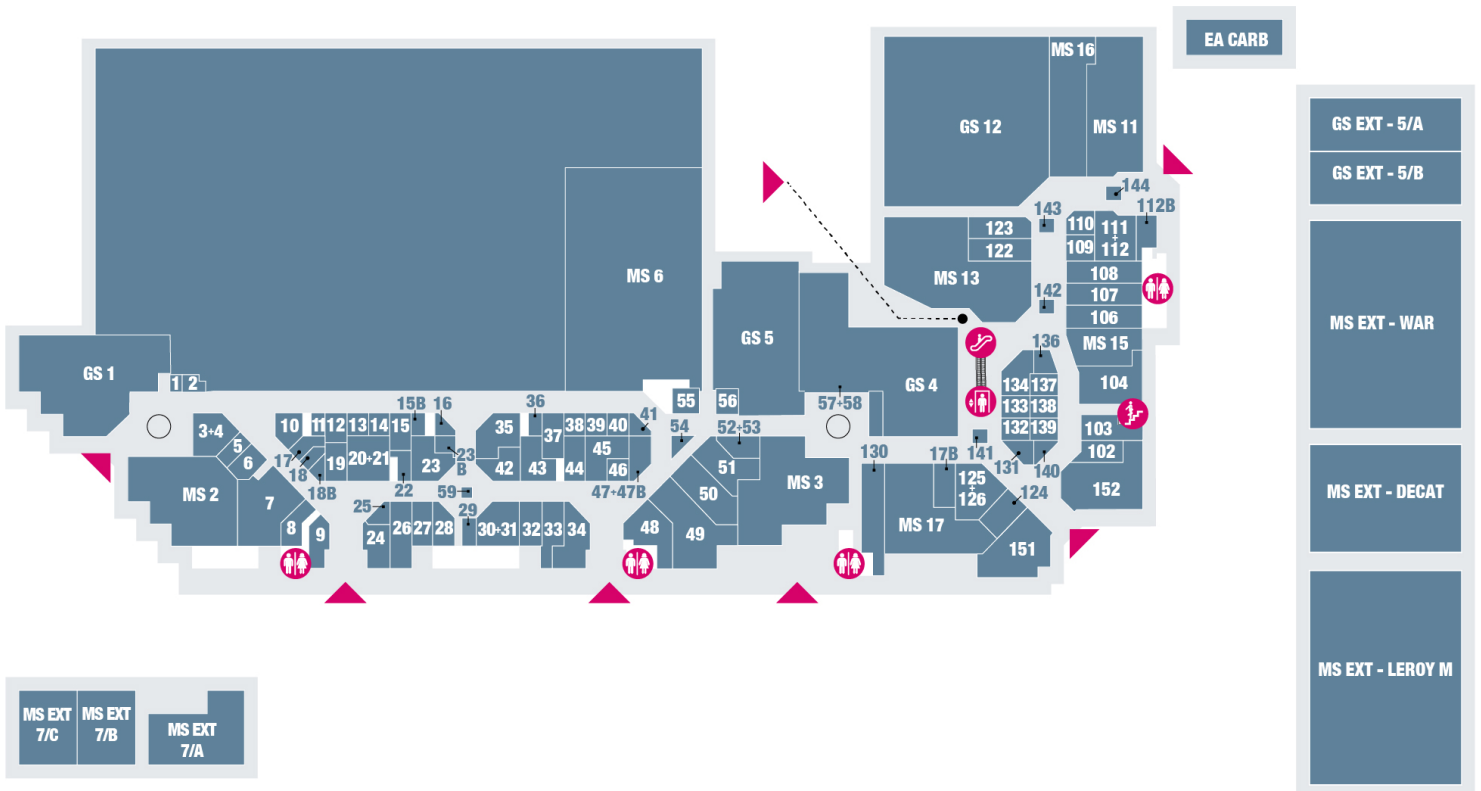 EA CARB
MS 16
GS 12
MS 11
GS EXT - 5/A
GS EXT - 5/B
144
143
112B
123
122
110
109
111
+
112
MS 6
MS 13
108
107
106
142
MS EXT - WAR
GS 5
MS 15
136
GS 1
1
2
GS 4
134
137
104
133
138
132
139
103
102
55
56
57+58
15B
16
36
41
54
52+53
3+4
5
6
10
11
12
13
14
15
35
37
38
39
40
17
18
19
20+21
23
23
B
42
43
44
45
46
51
50
MS 3
130
17B
141
131
140
MS 2
7
18B
22
59
47+47B
125
+
126
124
152
MS EXT - DECAT
25
29
8
9
24
26
27
28
30+31
32
33
34
48
49
MS 17
151
MS EXT - LEROY M
MS EXT
7/C
MS EXT
7/B
MS EXT
7/A